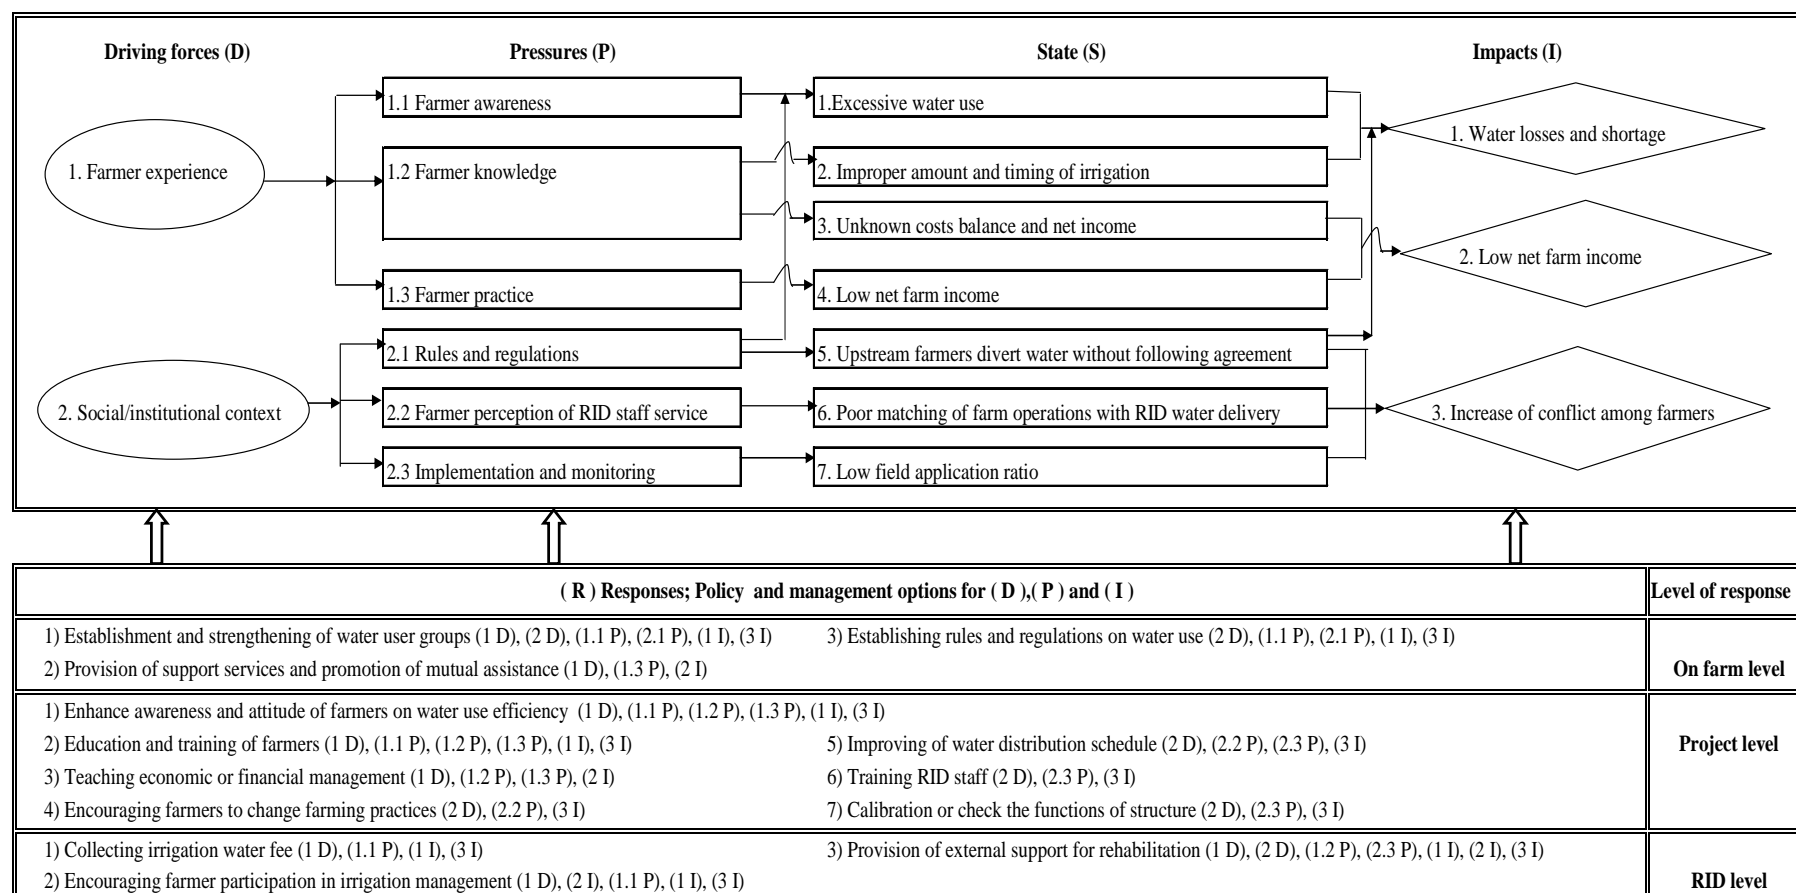 Driving forces (D)
Pressures (P)
State (S)
Impacts (I)
1. Farmer experience
2. Social/institutional context
1.1 Farmer awareness
1.2 Farmer knowledge
1.3 Farmer practice
2.1 Rules and regulations
2.2 Farmer perception of RID staff service
2.3 Implementation and monitoring
1.Excessive water use
2. Improper amount and timing of irrigation
3. Unknown costs balance and net income
4. Low net farm income
5. Upstream farmers divert water without following agreement
6. Poor matching of farm operations with RID water delivery
7. Low field application ratio
1. Water losses and shortage
2. Low net farm income
3. Increase of conflict among farmers
( R ) Responses; Policy and management options for ( D ),( P ) and ( I )
Level of response
1) Establishment and strengthening of water user groups (1 D), (2 D), (1.1 P), (2.1 P), (1 I), (3 I)
3) Establishing rules and regulations on water use (2 D), (1.1 P), (2.1 P), (1 I), (3 I)
2) Provision of support services and promotion of mutual assistance (1 D), (1.3 P), (2 I)
On farm level
1) Enhance awareness and attitude of farmers on water use efficiency (1 D), (1.1 P), (1.2 P), (1.3 P), (1 I), (3 I)
2) Education and training of farmers (1 D), (1.1 P), (1.2 P), (1.3 P), (1 I), (3 I)
5) Improving of water distribution schedule (2 D), (2.2 P), (2.3 P), (3 I)
Project level
3) Teaching economic or financial management (1 D), (1.2 P), (1.3 P), (2 I)
6) Training RID staff (2 D), (2.3 P), (3 I)
4) Encouraging farmers to change farming practices (2 D), (2.2 P), (3 I)
7) Calibration or check the functions of structure (2 D), (2.3 P), (3 I)
1) Collecting irrigation water fee (1 D), (1.1 P), (1 I), (3 I)
3) Provision of external support for rehabilitation (1 D), (2 D), (1.2 P), (2.3 P), (1 I), (2 I), (3 I)
2) Encouraging farmer participation in irrigation management (1 D), (2 I), (1.1 P), (1 I), (3 I)
RID level